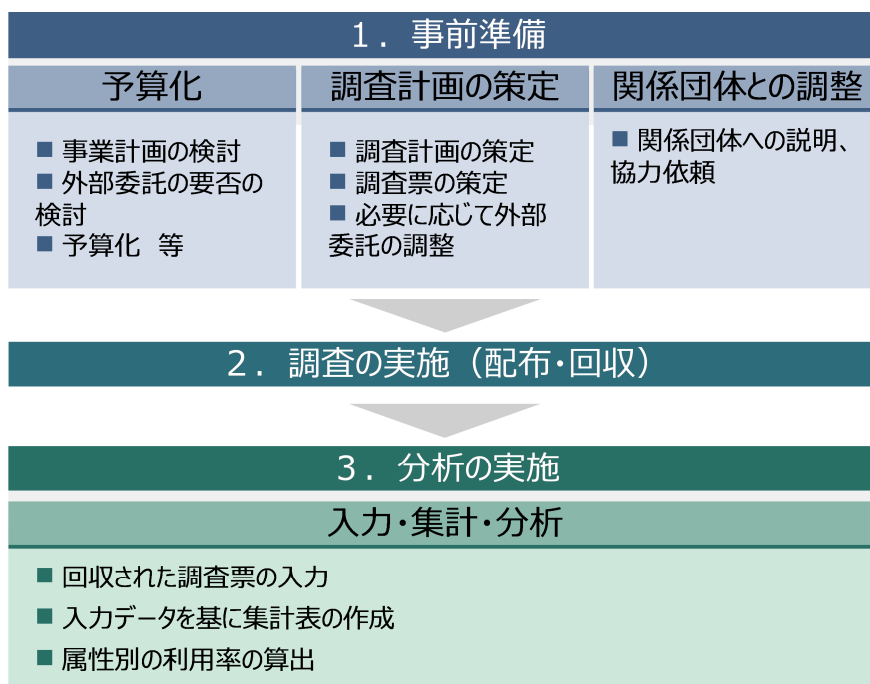 １．事前準備
予算化
■ 事業計画の検討
■ 外部委託の要否の
検討
■ 予算化　等
調査計画の策定
■ 調査計画の策定
■ 調査票の策定
■ 必要に応じて外部
委託の調整
関係団体との調整
■ 関係団体への説明、
協力依頼
２．調査の実施（配布・回収）
３．分析の実施
入力・集計・分析
■ 回収された調査票の入力
■ 入力データを基に集計表の作成
■ 属性別の利用率の算出